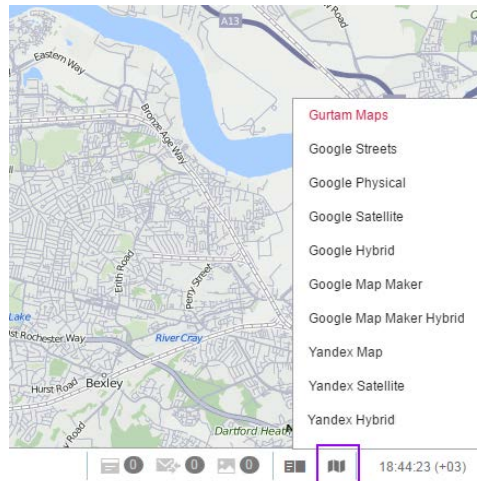 A13
Eastern Way
Bronze Age Way
Erith Road
Perry Street
Lake
st Rochester Way
River Cray
Hurst Road
Bexley
Road
Dartford Heath
Gurtam Maps
Google Streets
Google Physical
Google Satellite
Google Hybrid
Google Map Maker
Google Map Maker Hybrid
Yandex Map
Yandex Satellite
Yandex Hybrid
0 0 0 18:44:23 (+03)